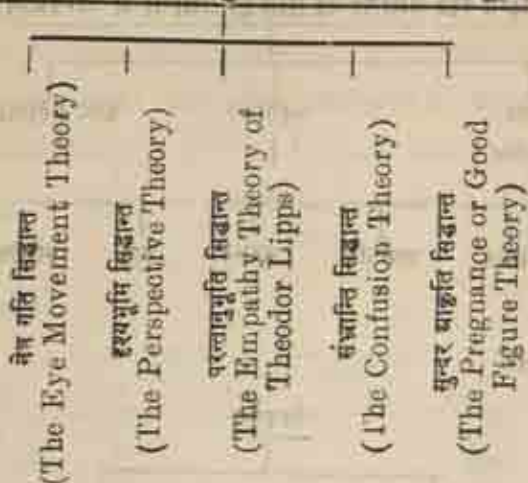 नेत्र गति सिद्धान्त
(The Eye Movement Theory)
दृश्यभूमि सिद्धान्त
(The Perspective Theory)
परन्तानुभूति सिद्धान्त
(The Empathy Theory of
Theodor Lipps)
संभ्रान्ति सिद्धान्त
(The Confusion Theory)
सुन्दर आकृति सिद्धान्त
(The Pregnance or Good
Figure Theory)